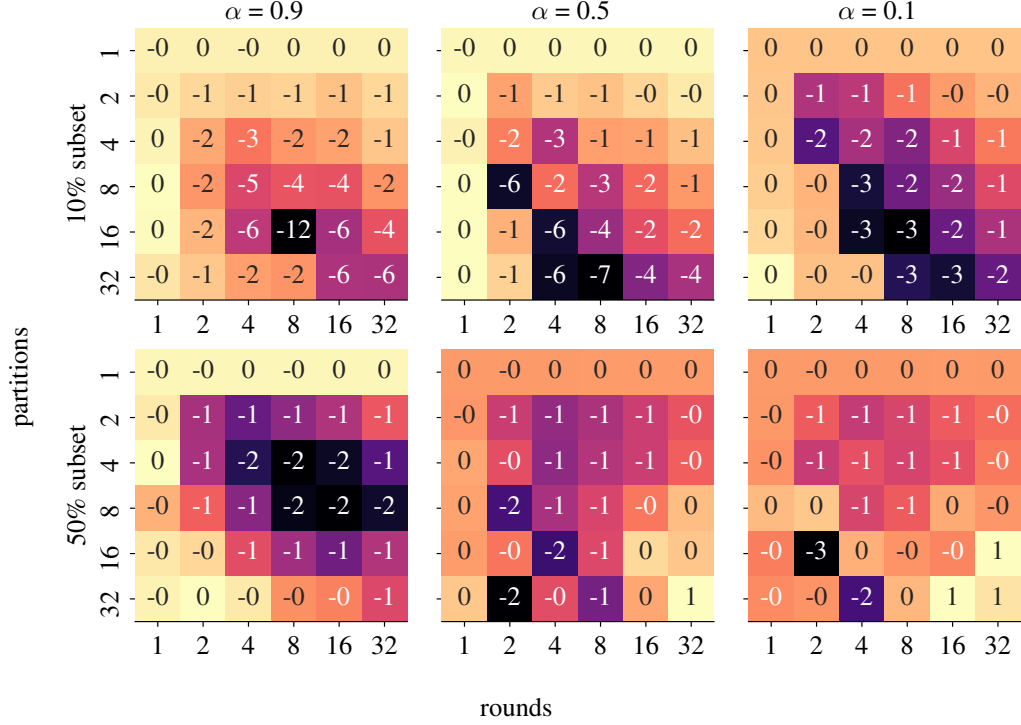 α = 0.9 α = 0.5 α = 0.1
1 -0 0 -0 0 0 0 -0 0 0 0 0 0 0 0 0 0 0 0
2 -0 -1 -1 -1 -1 -1 0 -1 -1 -1 -0 -0 0 -1 -1 -1 -0 -0
4 0 -2 -3 -2 -2 -1 0 -2 -3 -1 -1 -1 0 -2 -2 -2 -1 -1
8 0 -2 -5 -4 -4 -2 0 -6 -2 -3 -2 -1 0 -0 -3 -2 -2 -1
16 0 -2 -6 -12 -6 -4 0 -1 -6 -4 -2 -2 0 -0 -3 -3 -2 -1
32 -0 -1 -2 -2 -6 -6 0 -1 -6 -7 -4 -4 0 -0 -0 -3 -3 -2
10% subset
1 2 4 8 16 32 1 2 4 8 16 32 1 2 4 8 16 32
1 -0 -0 0 -0 0 0 0 -0 0 0 0 0 0 0 0 0 0 0
2 -0 -1 -1 -1 -1 -1 -0 -1 -1 -1 -1 -0 -0 -1 -1 -1 -1 -0
4 0 -1 -2 -2 -2 -1 0 -0 -1 -1 -1 -0 -0 -1 -1 -1 -1 -0
8 -0 -1 -1 -2 -2 -2 0 -2 -1 -1 -0 0 0 0 -1 -1 0 -0
16 -0 -0 -1 -1 -1 -1 0 -0 -2 -1 0 0 -0 -3 0 -0 -0 1
32 -0 0 -0 -0 -0 -1 0 -2 -0 -1 0 1 -0 -0 -2 0 1 1
50% subset
1 2 4 8 16 32 1 2 4 8 16 32 1 2 4 8 16 32
partitions
rounds